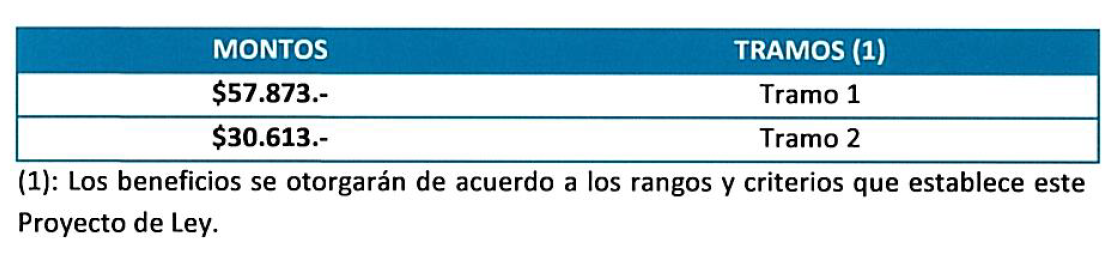 MONTOS TRAMOS (1)
$57.873.- Tramo 1
$30.613.- Tramo 2
(1): Los beneficios se otorgarán de acuerdo a los rangos y criterios que establece este
Proyecto de Ley.